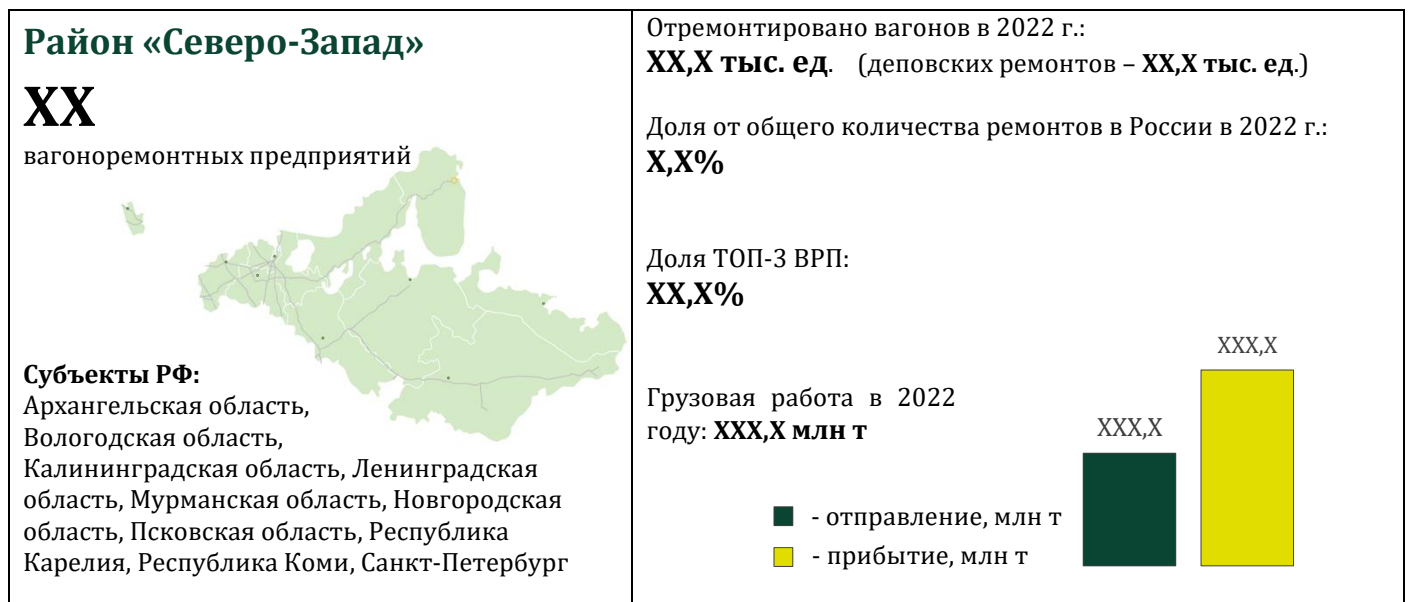 Район «Северо-Запад»
XX
вагоноремонтных предприятий
Субъекты РФ:
Архангельская область,
Вологодская область,
Калининградская область, Ленинградская
область, Мурманская область, Новгородская
область, Псковская область, Республика
Карелия, Республика Коми, Санкт-Петербург
Отремонтировано вагонов в 2022 г.:
XX,X тыс. ед. (деповских ремонтов – XX,X тыс. ед.)
Доля от общего количества ремонтов в России в 2022 г.:
X,X%
Доля ТОП-3 ВРП:
XX,X%
Грузовая работа в 2022
году: XXX,X млн т
XXX,X
XXX,X
- отправление, млн т
- прибытие, млн т